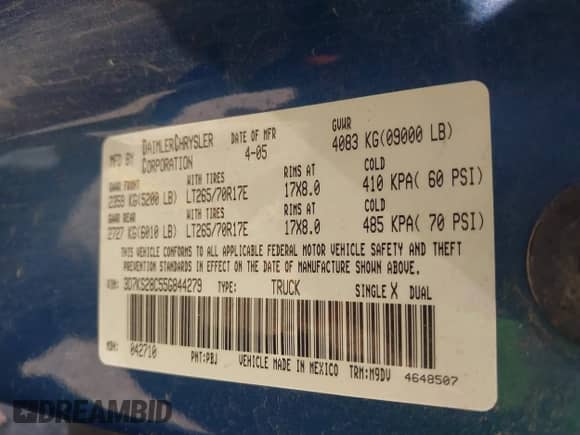 MFD BY DAIMLERCHRYSLER CORPORATION DATE OF MFR 4-05 GVWR 4083 KG(09000 LB)
GAWR FRONT WITH TIRES RIMS AT COLD
2359 KG(5200 LB) LT265/70R17E 17X8.0 410 KPA( 60 PSI)
GAWR REAR WITH TIRES RIMS AT COLD
2727 KG(6010 LB) LT265/70R17E 17X8.0 485 KPA( 70 PSI)
THIS VEHICLE CONFORMS TO ALL APPLICABLE FEDERAL MOTOR VEHICLE SAFETY AND THEFT
PREVENTION STANDARDS IN EFFECT ON THE DATE OF MANUFACTURE SHOWN ABOVE.
VIN: 3D7KS28C55G844279 TYPE: TRUCK SINGLE X DUAL
MDH: 042710 PNT:PBJ VEHICLE MADE IN MEXICO TRM:M9DV 4648507
DREAMBID